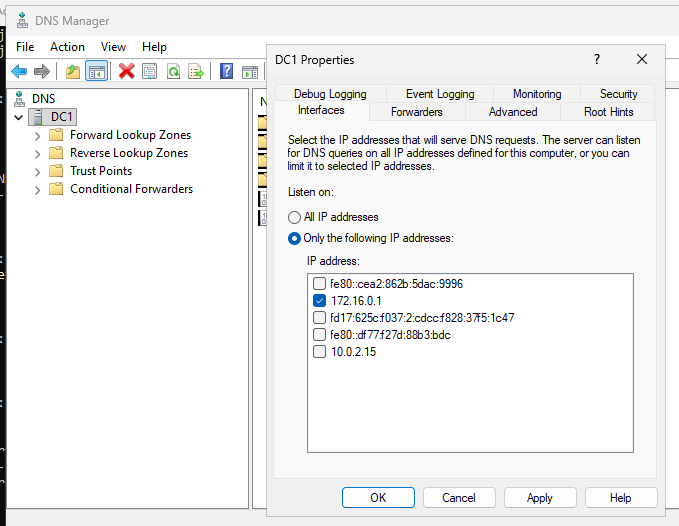 DNS Manager
File Action View Help
DNS
DC1
Forward Lookup Zones
Reverse Lookup Zones
Trust Points
Conditional Forwarders
N
DC1 Properties
Debug Logging Event Logging Monitoring Security
Interfaces Forwarders Advanced Root Hints
Select the IP addresses that will serve DNS requests. The server can listen
for DNS queries on all IP addresses defined for this computer, or you can
limit it to selected IP addresses.
Listen on:
All IP addresses
Only the following IP addresses:
IP address:
fe80::cea2:862b:5dac:9996
172.16.0.1
fd17:625c:f037:2:cdcc:f828:37f5:1c47
fe80::df77:f27d:88b3:bdc
10.0.2.15
OK Cancel Apply Help